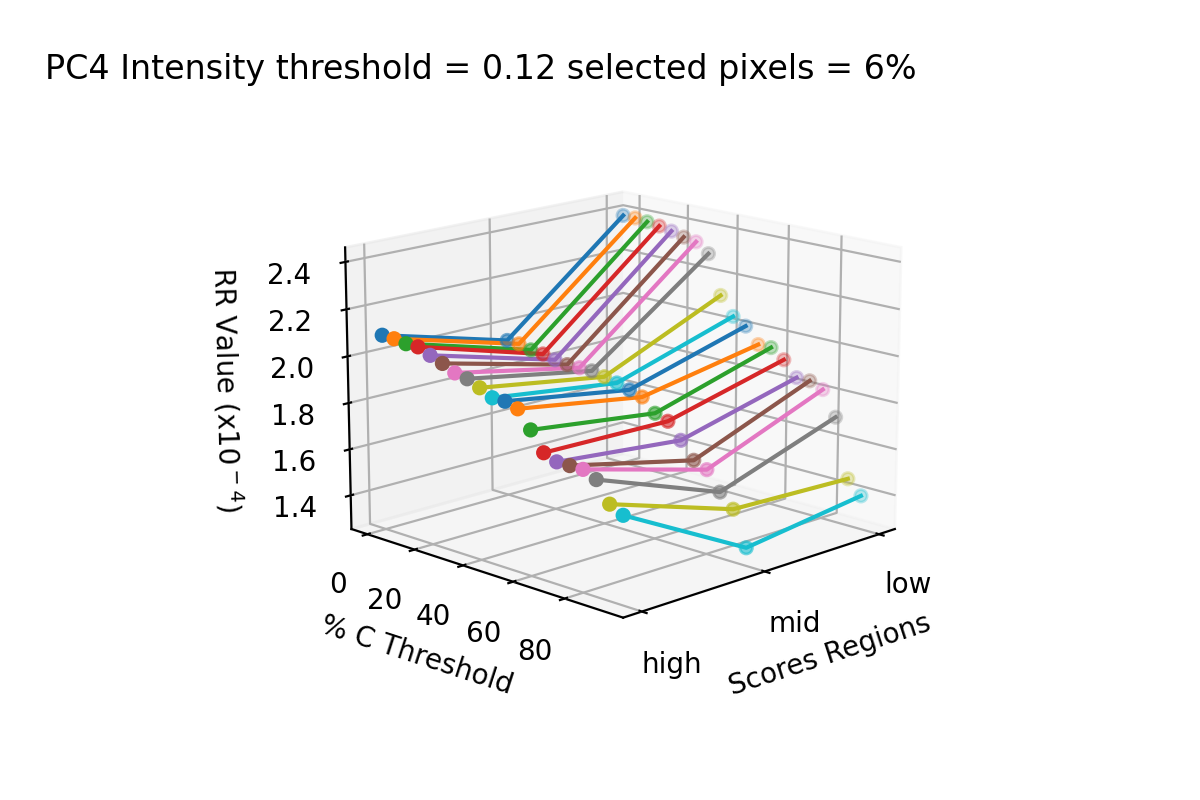 PC4 Intensity threshold = 0.12 selected pixels = 6%
RR Value (x10⁻⁴)
2.4
2.2
2.0
1.8
1.6
1.4
0
20
40
60
80
% C Threshold
high
mid
low
Scores Regions